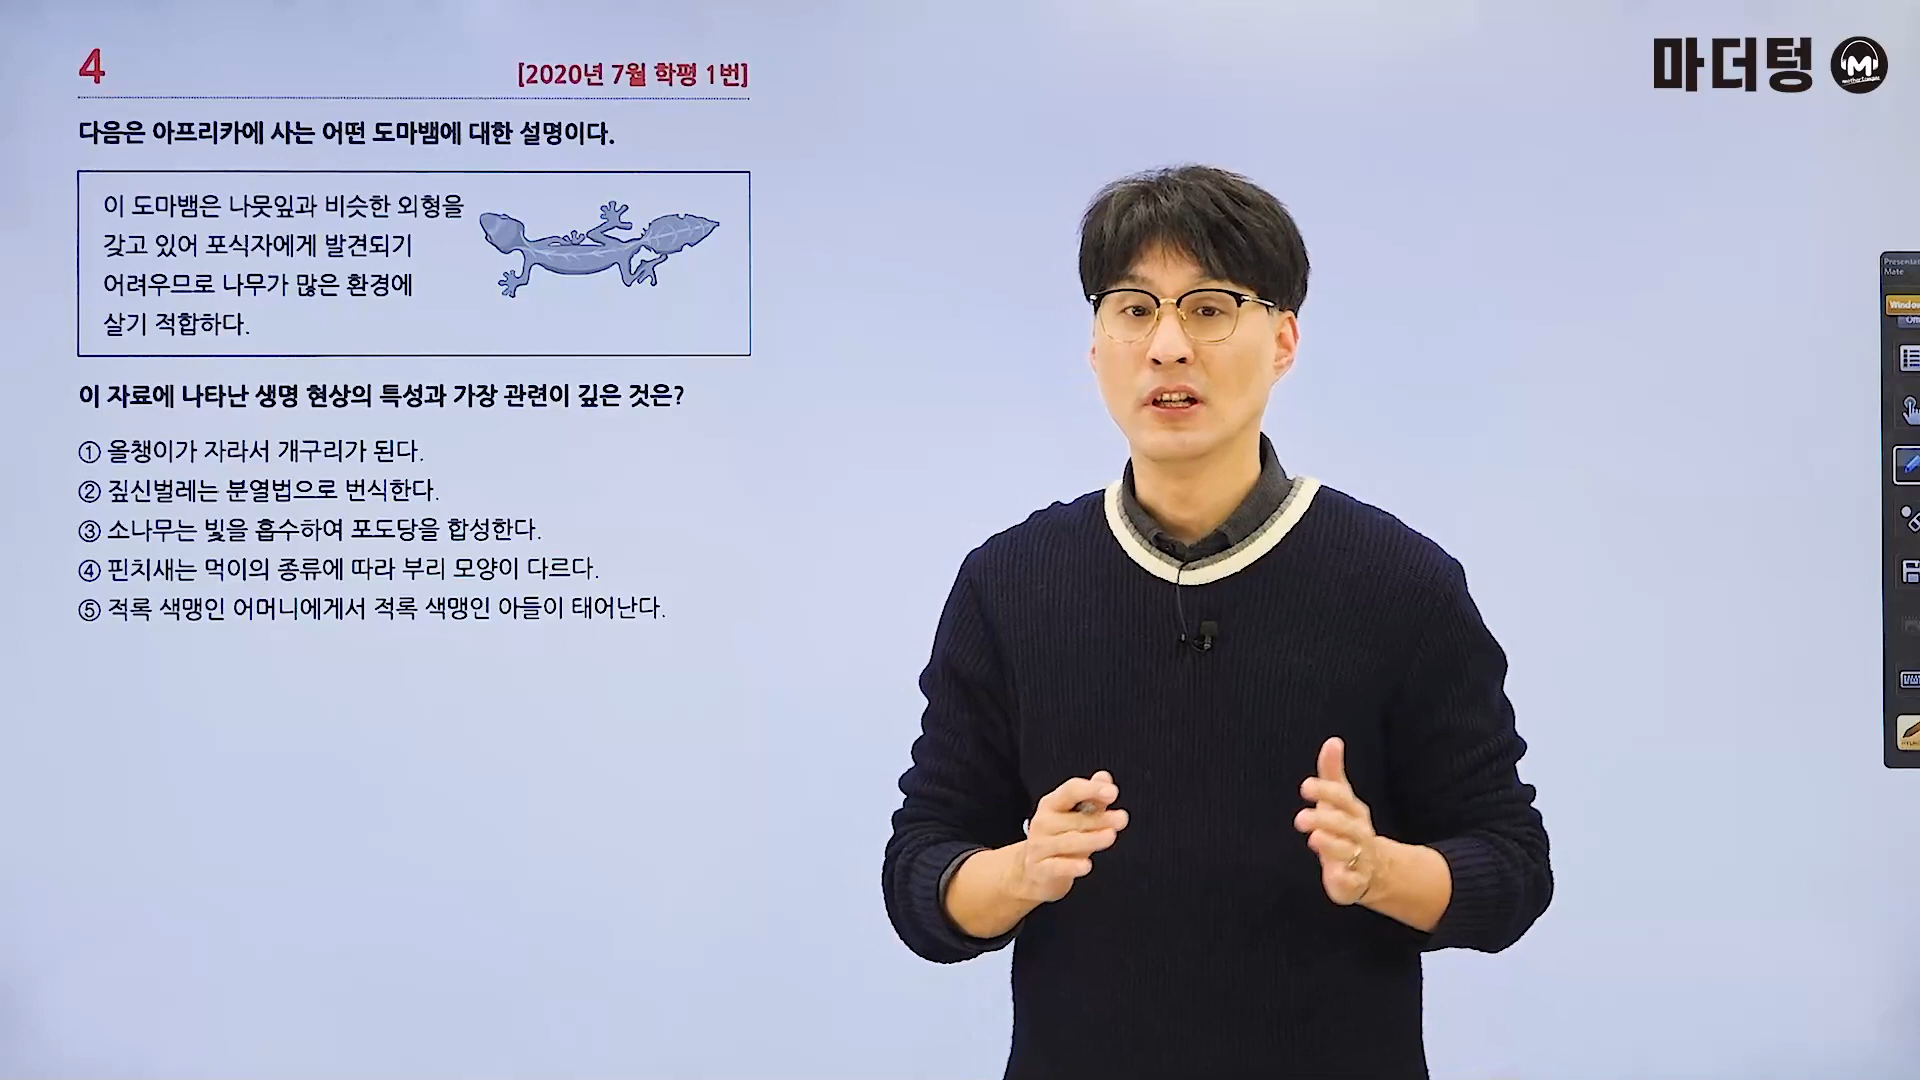 4
[2020년 7월 학평 1번]
마더텅
다음은 아프리카에 사는 어떤 도마뱀에 대한 설명이다.
이 도마뱀은 나뭇잎과 비슷한 외형을
갖고 있어 포식자에게 발견되기
어려우므로 나무가 많은 환경에
살기 적합하다.
이 자료에 나타난 생명 현상의 특성과 가장 관련이 깊은 것은?
① 올챙이가 자라서 개구리가 된다.
② 짚신벌레는 분열법으로 번식한다.
③ 소나무는 빛을 흡수하여 포도당을 합성한다.
④ 핀치새는 먹이의 종류에 따라 부리 모양이 다르다.
⑤ 적록 색맹인 어머니에게서 적록 색맹인 아들이 태어난다.
M
Mate